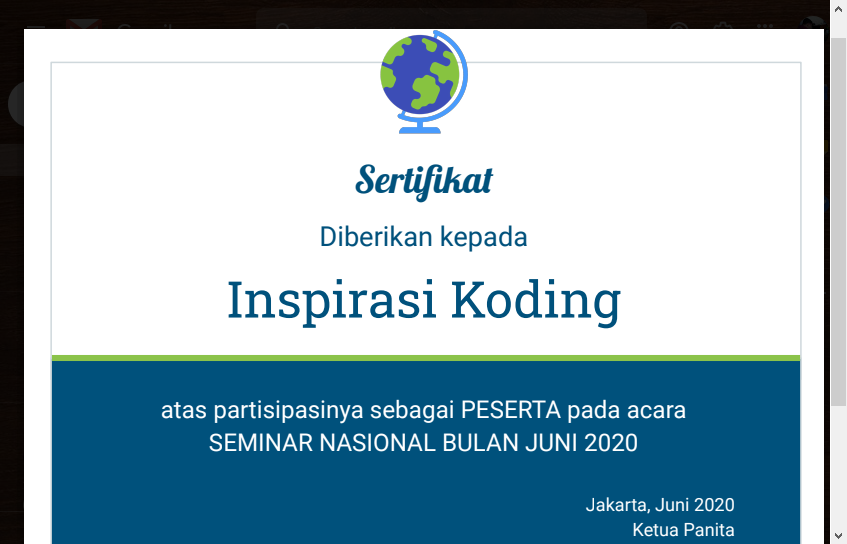 Sertifikat
Diberikan kepada
Inspirasi Koding
atas partisipasinya sebagai PESERTA pada acara
SEMINAR NASIONAL BULAN JUNI 2020
Jakarta, Juni 2020
Ketua Panita